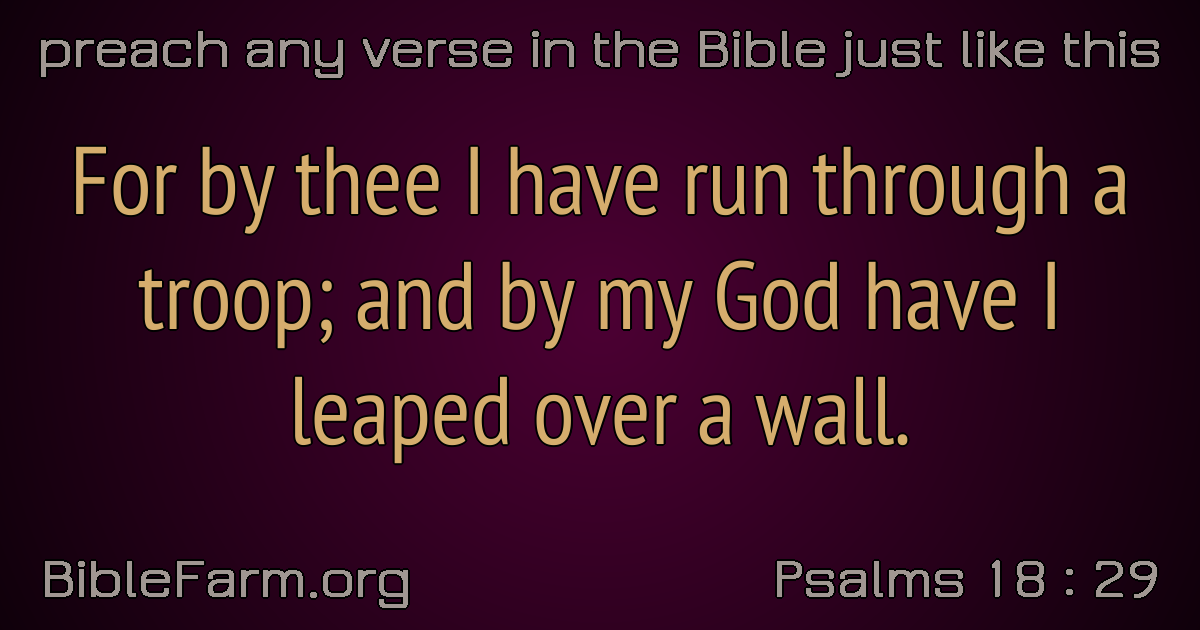 preach any verse in the Bible just like this
For by thee I have run through a
troop; and by my God have I
leaped over a wall.
BibleFarm.org
Psalms 18 : 29